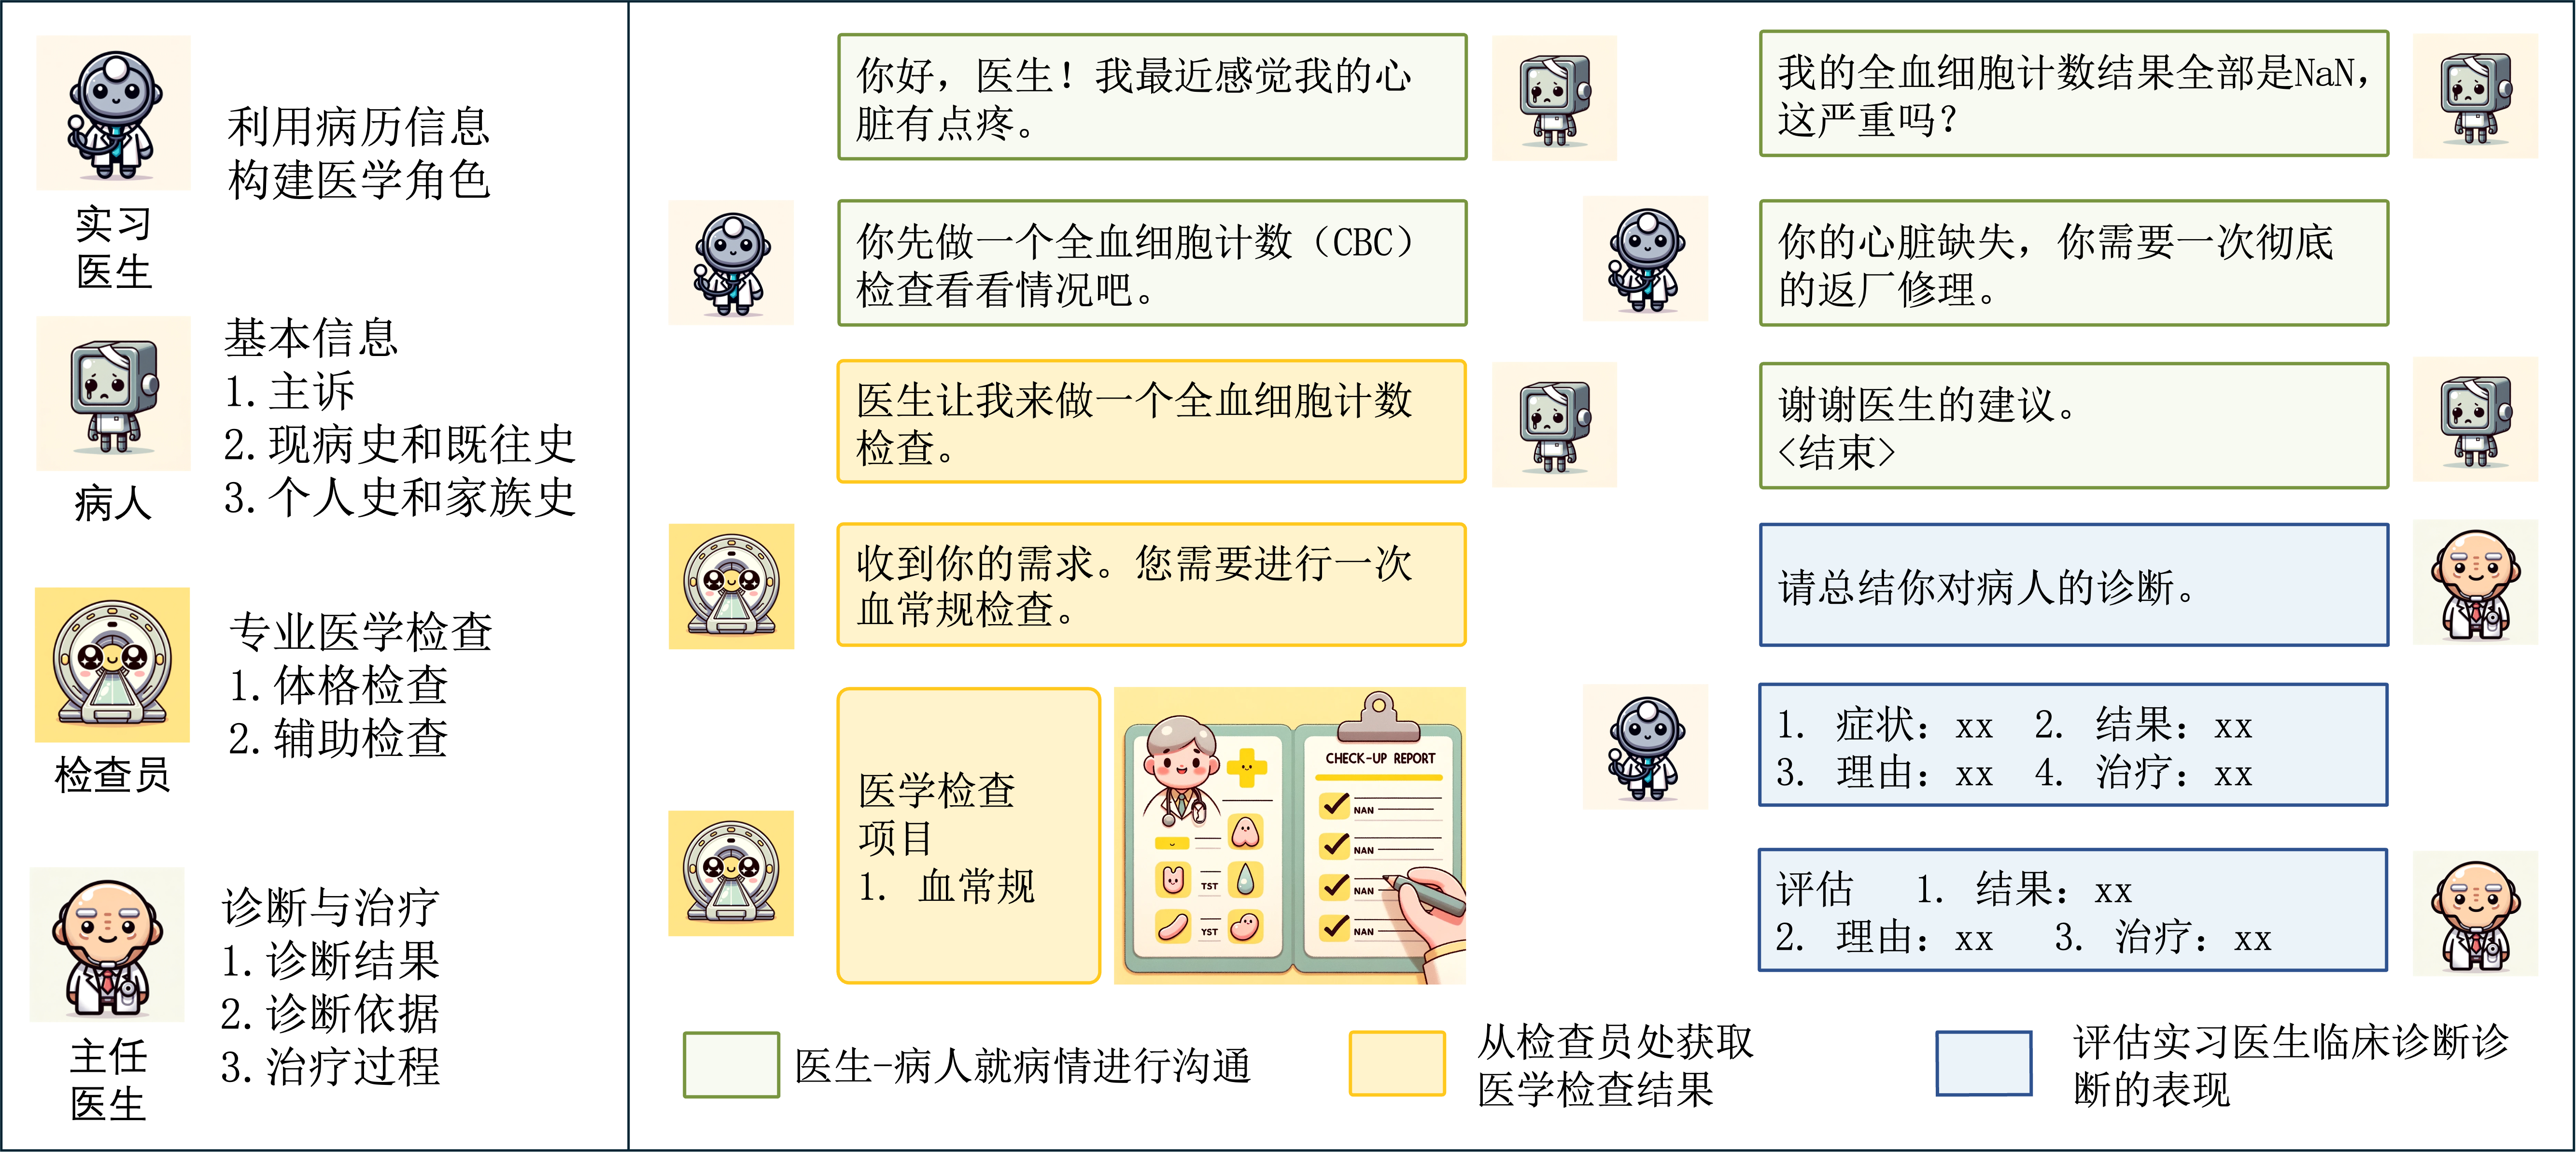 利用病历信息
构建医学角色
实习
医生
基本信息
1.主诉
2.现病史和既往史
3.个人史和家族史
病人
专业医学检查
1.体格检查
2.辅助检查
检查员
诊断与治疗
1.诊断结果
2.诊断依据
3.治疗过程
主任
医生
你好，医生！我最近感觉我的心
脏有点疼。
你先做一个全血细胞计数（CBC）
检查看看情况吧。
医生让我来做一个全血细胞计数
检查。
收到你的需求。您需要进行一次
血常规检查。
医学检查
项目
1. 血常规
TST
YST
CHECK-UP REPORT
NAN
NAN
NAN
NAN
我的全血细胞计数结果全部是NaN，
这严重吗？
你的心脏缺失，你需要一次彻底
的返厂修理。
谢谢医生的建议。
<结束>
请总结你对病人的诊断。
1. 症状：xx 2. 结果：xx
3. 理由：xx 4. 治疗：xx
评估 1. 结果：xx
2. 理由：xx 3. 治疗：xx
医生-病人就病情进行沟通
从检查员处获取
医学检查结果
评估实习医生临床诊断诊
断的表现